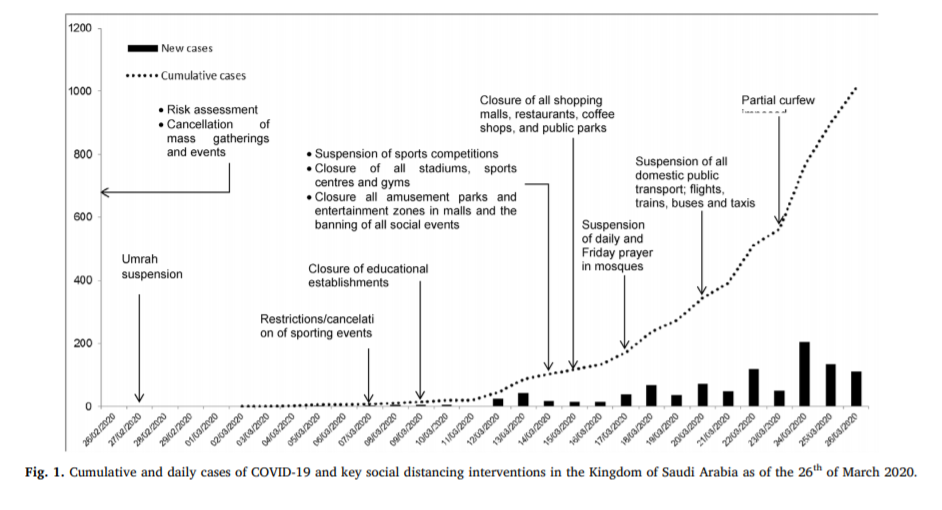 1200
New cases
Cumulative cases
1000
• Risk assessment
• Cancellation of
mass gatherings
and events
Closure of all shopping
malls, restaurants, coffee
shops, and public parks
Partial curfew
800
• Suspension of sports competitions
• Closure of all stadiums, sports
centres and gyms
• Closure all amusement parks and
entertainment zones in malls and the
banning of all social events
Suspension of all
domestic public
transport; flights,
trains, buses and taxis
600
Suspension
of daily and
Friday prayer
in mosques
Umrah
suspension
Closure of educational
establishments
400
Restrictions/cancelati
on of sporting events
200
0
26/02/2020
27/02/2020
28/02/2020
29/02/2020
01/03/2020
02/03/2020
03/03/2020
04/03/2020
05/03/2020
06/03/2020
07/03/2020
08/03/2020
09/03/2020
10/03/2020
11/03/2020
12/03/2020
13/03/2020
14/03/2020
15/03/2020
16/03/2020
17/03/2020
18/03/2020
19/03/2020
20/03/2020
21/03/2020
22/03/2020
23/03/2020
24/03/2020
25/03/2020
26/03/2020
Fig. 1. Cumulative and daily cases of COVID-19 and key social distancing interventions in the Kingdom of Saudi Arabia as of the 26th of March 2020.